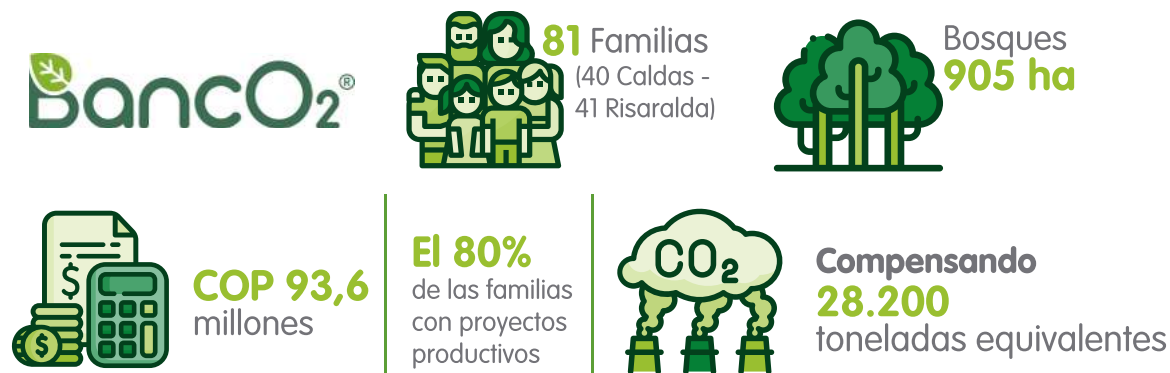 BancO2®
81 Familias
(40 Caldas -
41 Risaralda)
Bosques
905 ha
$
$
COP 93,6
millones
El 80%
de las familias
con proyectos
productivos
CO2
Compensando
28.200
toneladas equivalentes